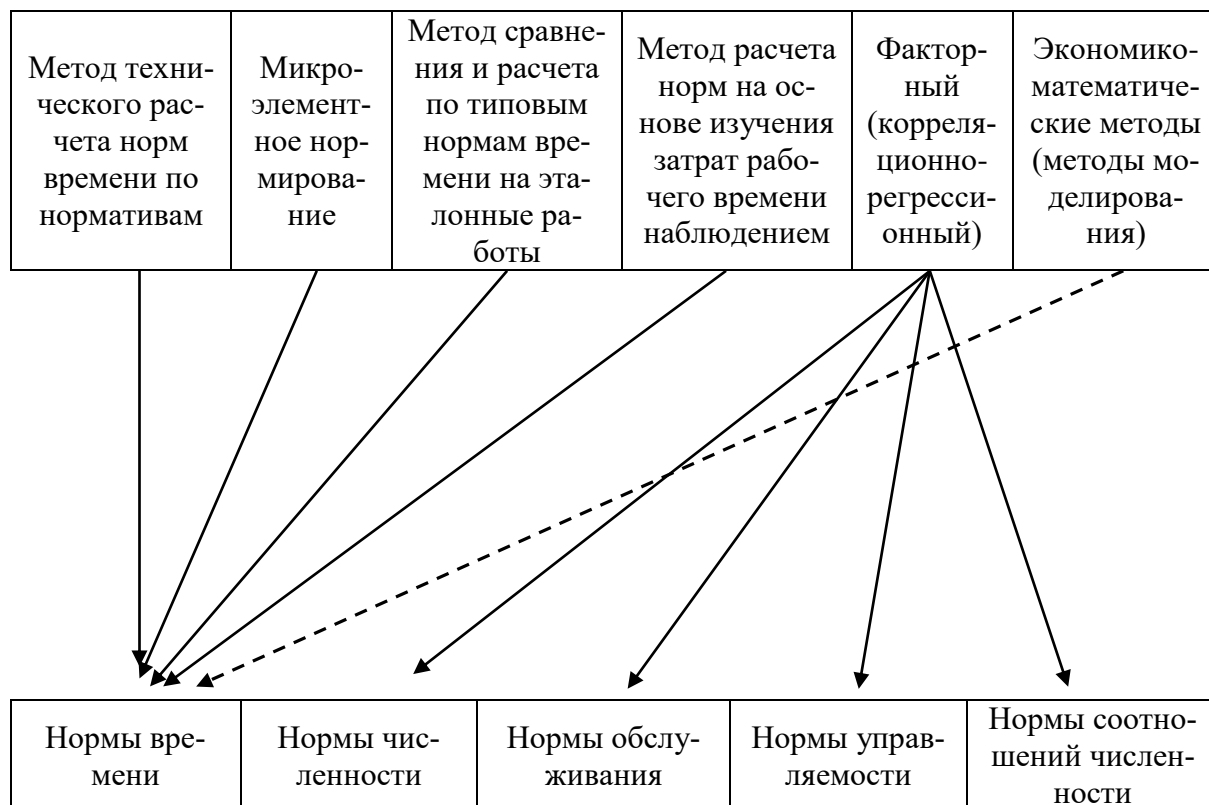 Метод техни-
ческого рас-
чета норм
времени по
нормативам
Микро-
элемент-
ное нор-
мирова-
ние
Метод сравне-
ния и расчета
по типовым
нормам вре-
мени на эта-
лонные ра-
боты
Метод расчета
норм на ос-
нове изучения
затрат рабо-
чего времени
наблюдением
Фактор-
ный
(корреля-
ционно-
регресси-
онный)
Экономико-
математиче-
ские методы
(методы мо-
делирова-
ния)
Нормы вре-
мени
Нормы чис-
ленности
Нормы обслу-
живания
Нормы управ-
ляемости
Нормы соотно-
шений числен-
ности